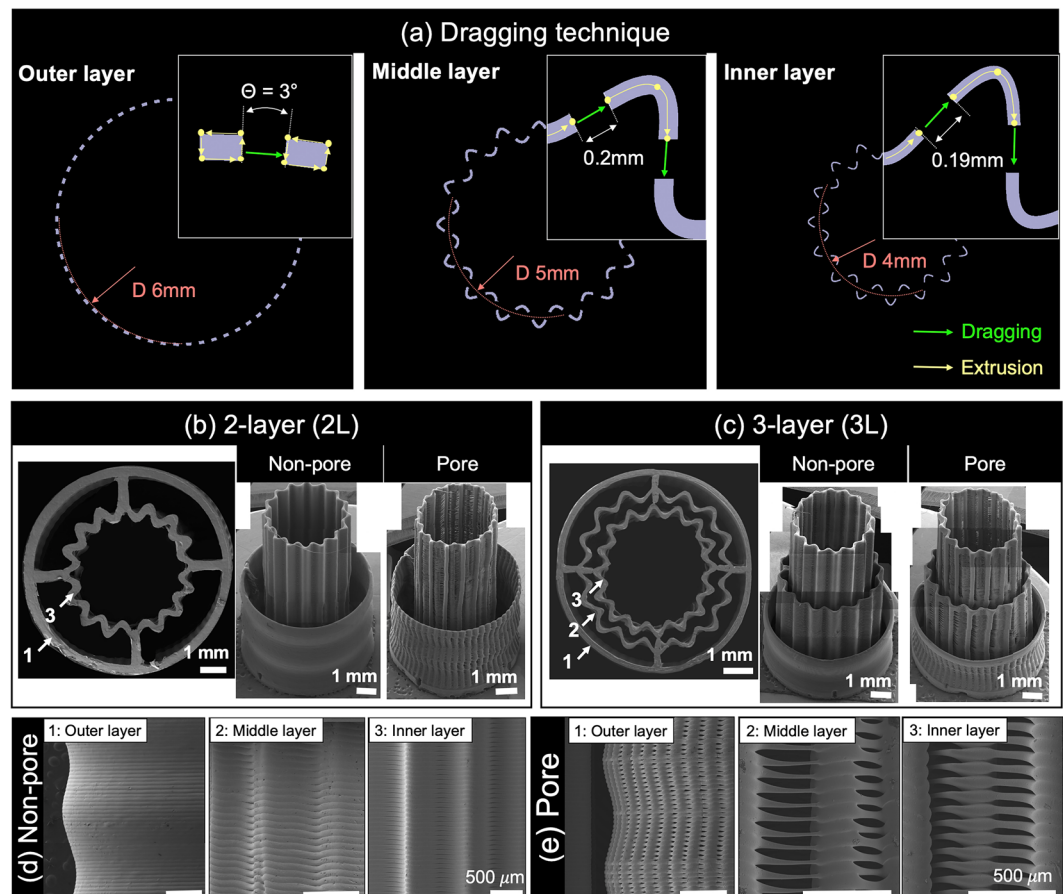 (a) Dragging technique
Outer layer
Θ = 3°
D 6mm
Middle layer
0.2mm
D 5mm
Inner layer
0.19mm
D 4mm
Dragging
Extrusion
(b) 2-layer (2L)
Non-pore
Pore
3
1
1 mm
1 mm
1 mm
(c) 3-layer (3L)
Non-pore
Pore
3
2
1
1 mm
1 mm
1 mm
(d) Non-pore
1: Outer layer
2: Middle layer
3: Inner layer
500 μm
(e) Pore
1: Outer layer
2: Middle layer
3: Inner layer
500 μm